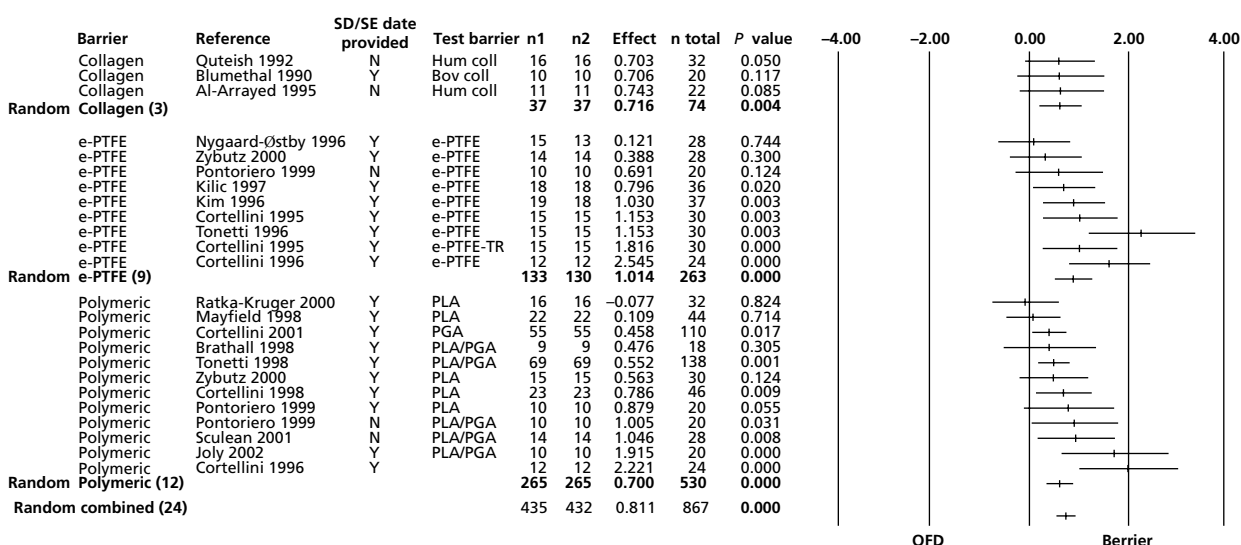 SD/SE date
Barrier Reference provided Test barrier n1 n2 Effect n total P value –4.00 –2.00 0.00 2.00 4.00
Collagen Quteish 1992 N Hum coll 16 16 0.703 32 0.050
Collagen Blumethal 1990 Y Bov coll 10 10 0.706 20 0.117
Collagen Al-Arrayed 1995 N Hum coll 11 11 0.743 22 0.085
Random Collagen (3) 37 37 0.716 74 0.004
e-PTFE Nygaard-Østby 1996 Y e-PTFE 15 13 0.121 28 0.744
e-PTFE Zybutz 2000 Y e-PTFE 14 14 0.388 28 0.300
e-PTFE Pontoriero 1999 N e-PTFE 10 10 0.691 20 0.124
e-PTFE Kilic 1997 Y e-PTFE 18 18 0.796 36 0.020
e-PTFE Kim 1996 Y e-PTFE 19 18 1.030 37 0.003
e-PTFE Cortellini 1995 Y e-PTFE 15 15 1.153 30 0.003
e-PTFE Tonetti 1996 Y e-PTFE 15 15 1.153 30 0.003
e-PTFE Cortellini 1995 Y e-PTFE-TR 15 15 1.816 30 0.000
e-PTFE Cortellini 1996 Y e-PTFE 12 12 2.545 24 0.000
Random e-PTFE (9) 133 130 1.014 263 0.000
Polymeric Ratka-Kruger 2000 Y PLA 16 16 –0.077 32 0.824
Polymeric Mayfield 1998 Y PLA 22 22 0.109 44 0.714
Polymeric Cortellini 2001 Y PGA 55 55 0.458 110 0.017
Polymeric Brathall 1998 Y PLA/PGA 9 9 0.476 18 0.305
Polymeric Tonetti 1998 Y PLA/PGA 69 69 0.552 138 0.001
Polymeric Zybutz 2000 Y PLA 15 15 0.563 30 0.124
Polymeric Cortellini 1998 Y PLA 23 23 0.786 46 0.009
Polymeric Pontoriero 1999 Y PLA 10 10 0.879 20 0.055
Polymeric Pontoriero 1999 N PLA/PGA 10 10 1.005 20 0.031
Polymeric Sculean 2001 N PLA/PGA 14 14 1.046 28 0.008
Polymeric Joly 2002 Y PLA/PGA 10 10 1.915 20 0.000
Polymeric Cortellini 1996 Y 12 12 2.221 24 0.000
Random Polymeric (12) 265 265 0.700 530 0.000
Random combined (24) 435 432 0.811 867 0.000
OFD Berrier